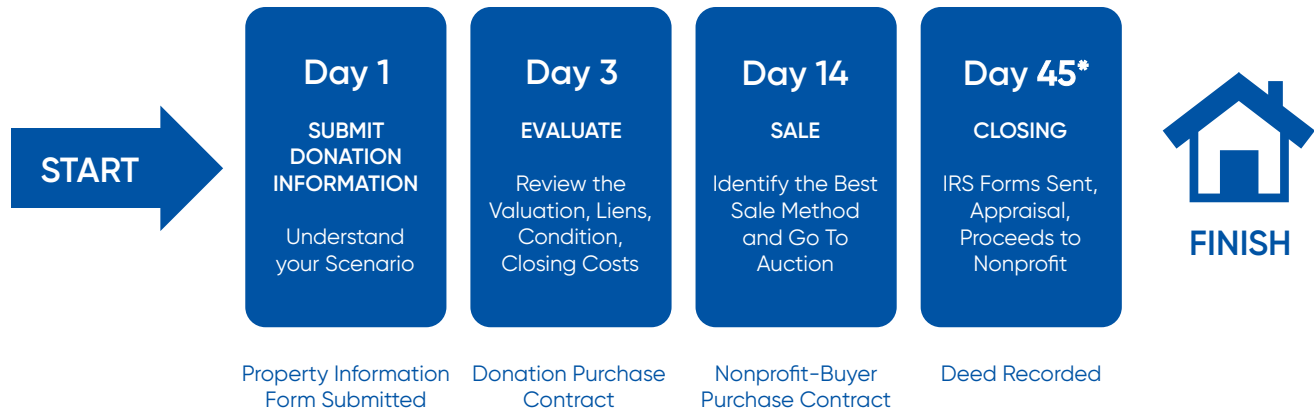 START
Day 1
SUBMIT
DONATION
INFORMATION
Understand
your Scenario
Property Information
Form Submitted
Day 3
EVALUATE
Review the
Valuation, Liens,
Condition,
Closing Costs
Donation Purchase
Contract
Day 14
SALE
Identify the Best
Sale Method
and Go To
Auction
Nonprofit-Buyer
Purchase Contract
Day 45*
CLOSING
IRS Forms Sent,
Appraisal,
Proceeds to
Nonprofit
Deed Recorded
FINISH